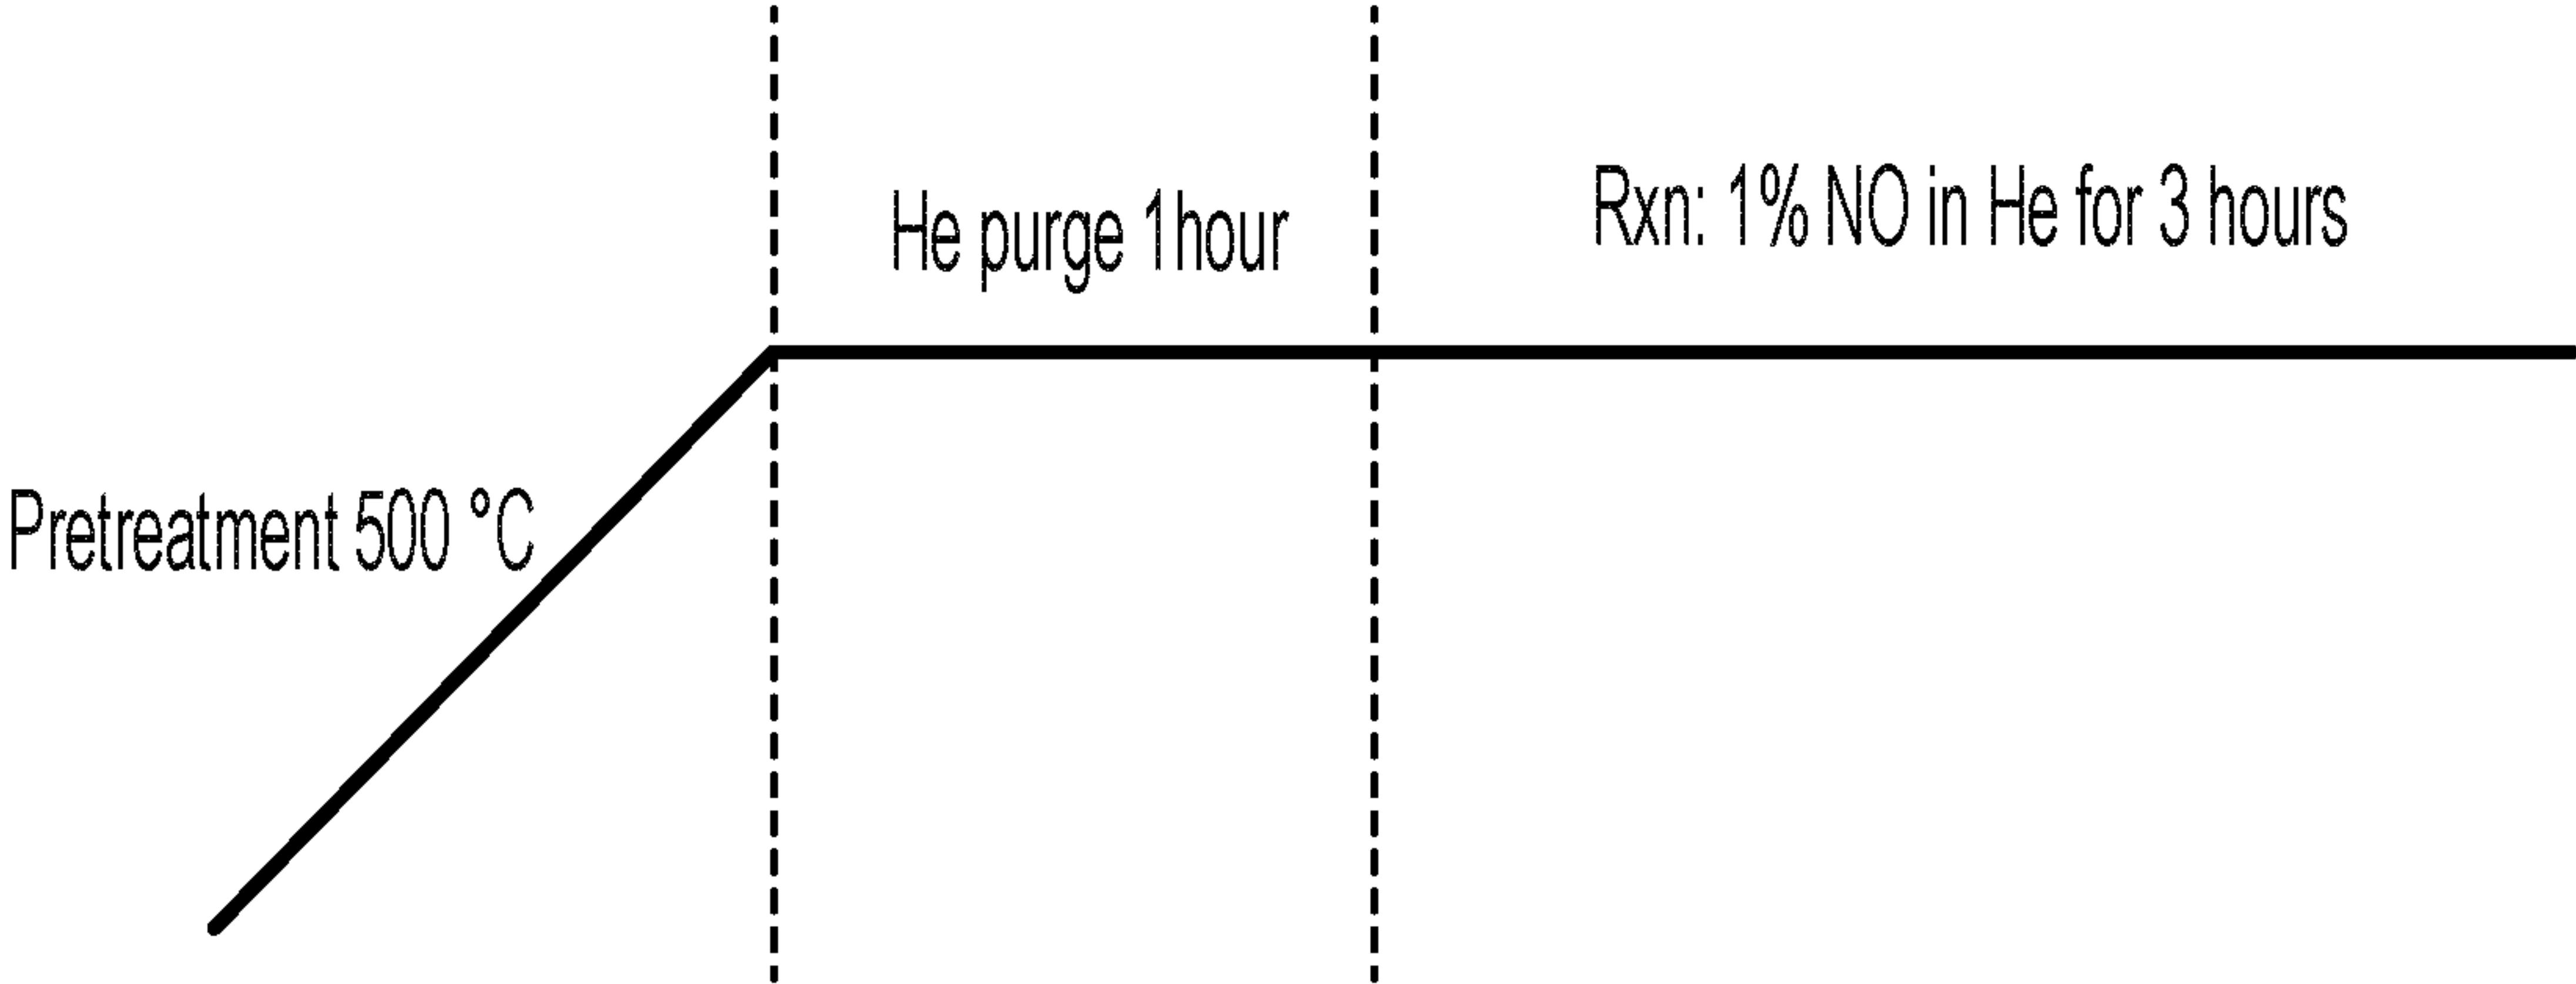 Rxn: 1% NO in He for 3 hours
He purge 1hour
Pretreatment 500 °C